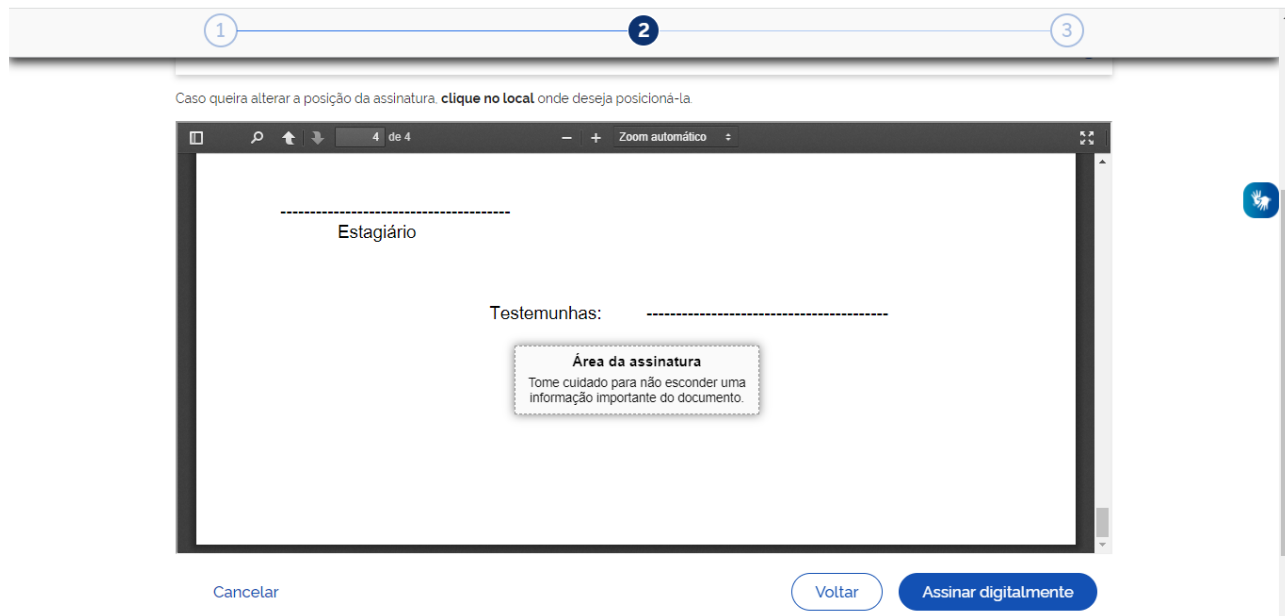 1 2 3
Caso queira alterar a posição da assinatura, clique no local onde deseja posicioná-la.
4 de 4 Zoom automático
---------------------------------------
Estagiário
Testemunhas: -----------------------------------------
Área da assinatura
Tome cuidado para não esconder uma
informação importante do documento.
Cancelar Voltar Assinar digitalmente